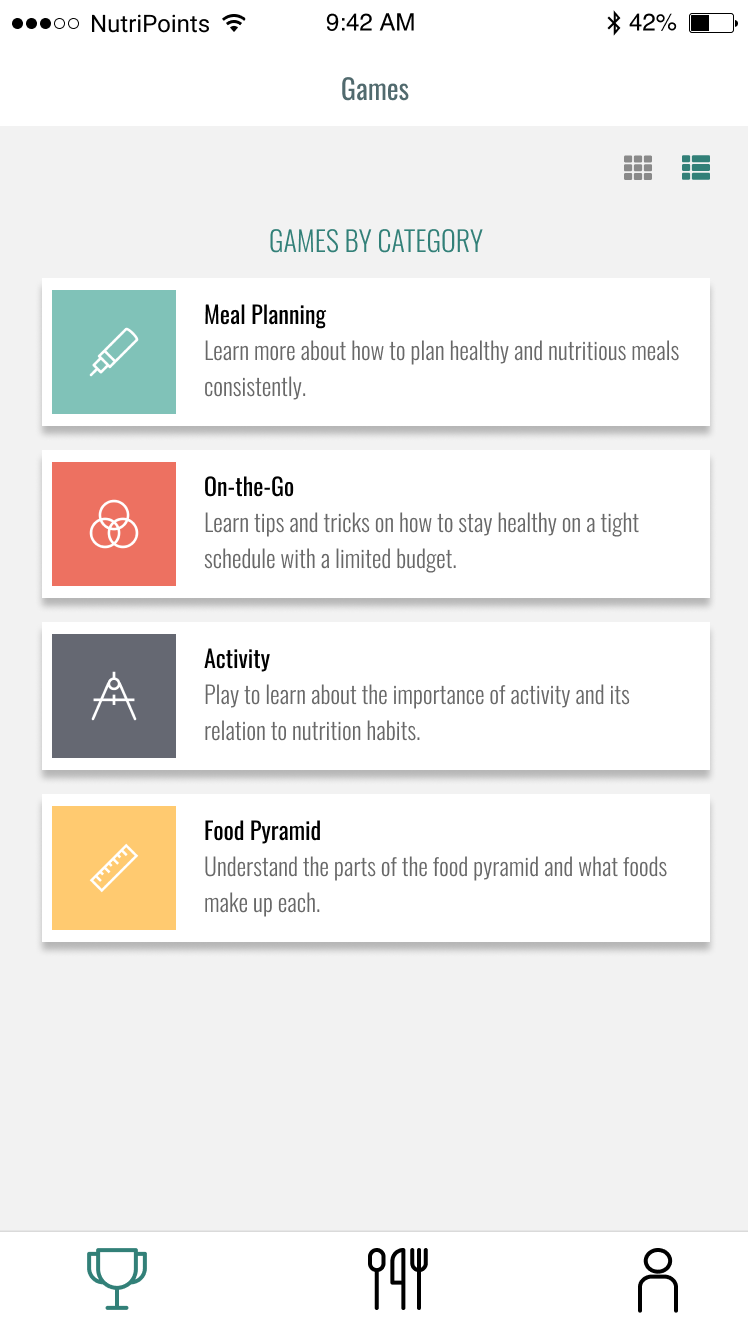 NutriPoints 9:42 AM 42%
Games
GAMES BY CATEGORY
Meal Planning
Learn more about how to plan healthy and nutritious meals
consistently.
On-the-Go
Learn tips and tricks on how to stay healthy on a tight
schedule with a limited budget.
Activity
Play to learn about the importance of activity and its
relation to nutrition habits.
Food Pyramid
Understand the parts of the food pyramid and what foods
make up each.